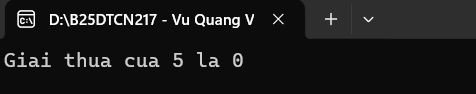 D:\B25DTCN217 - Vu Quang V
Giai thua cua 5 la 0